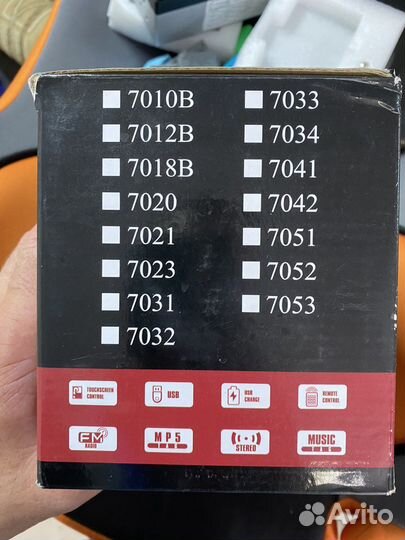 7010B
7012B
7018B
7020
7021
7023
7031
7032
7033
7034
7041
7042
7051
7052
7053
TOUCHSCREEN
CONTROL
USB
USB
CHARGE
REMOTE
CONTROL
FM
RADIO
MP5
STEREO
MUSIC
Avito